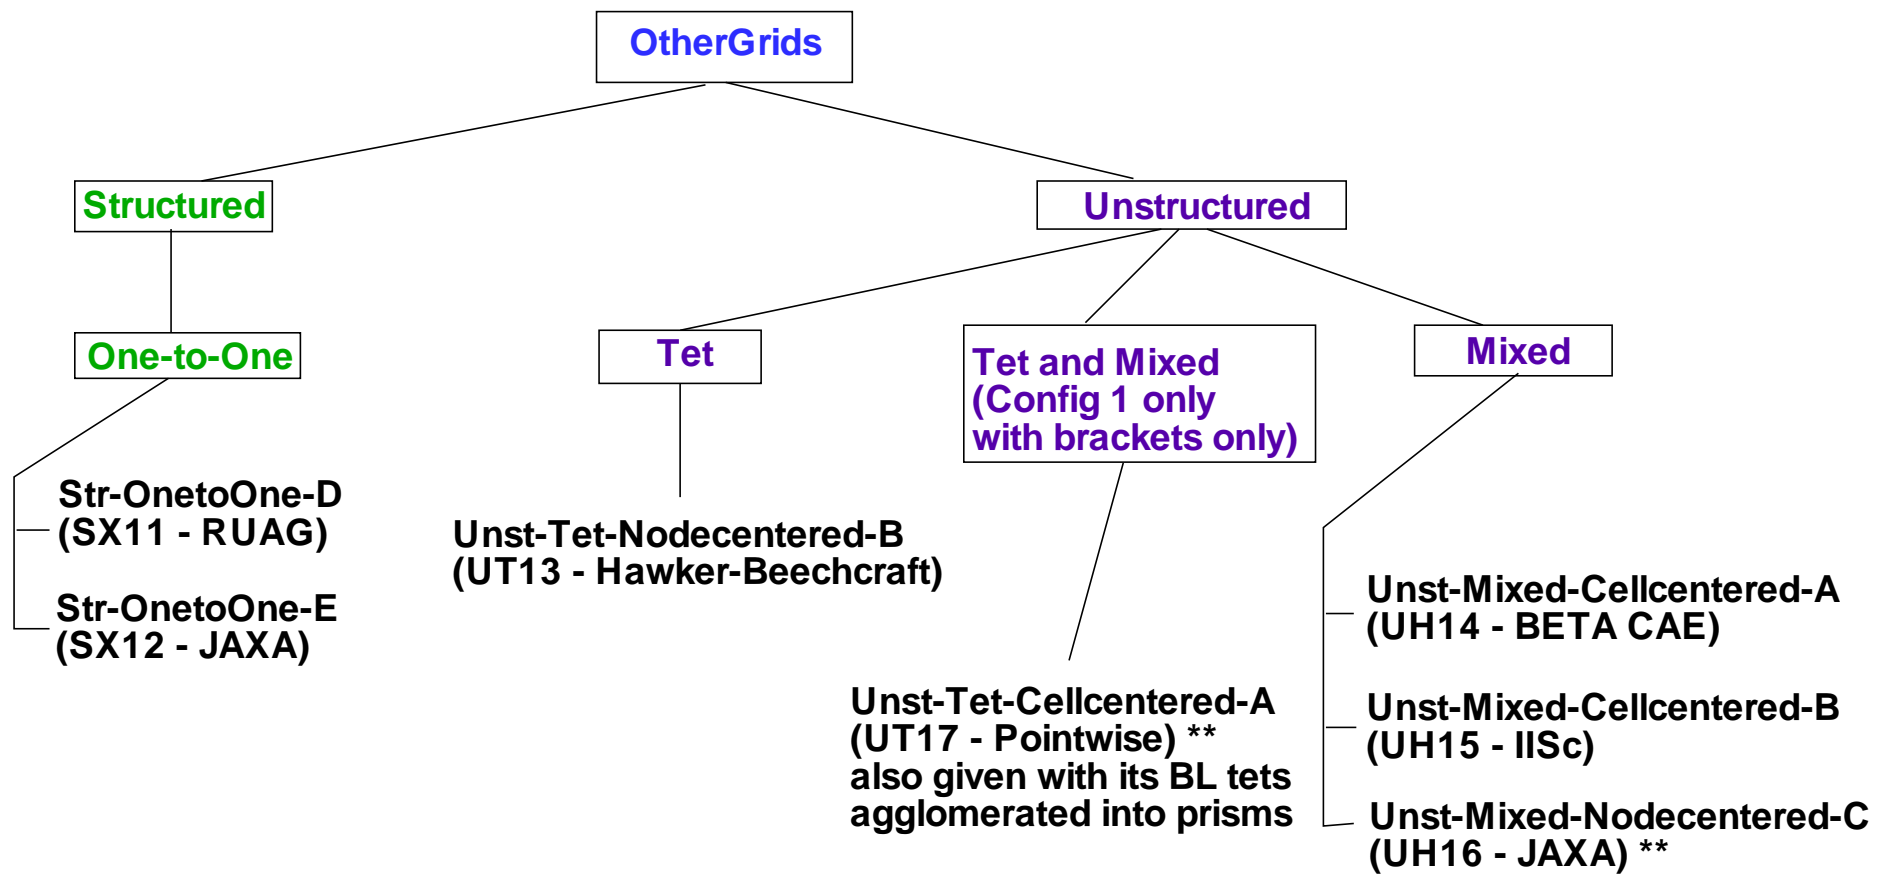 OtherGrids
Structured
Unstructured
One-to-One
Tet
Tet and Mixed
(Config 1 only
with brackets only)
Mixed
Str-OnetoOne-D
(SX11 - RUAG)
Str-OnetoOne-E
(SX12 - JAXA)
Unst-Tet-Nodecentered-B
(UT13 - Hawker-Beechcraft)
Unst-Tet-Cellcentered-A
(UT17 - Pointwise) **
also given with its BL tets
agglomerated into prisms
Unst-Mixed-Cellcentered-A
(UH14 - BETA CAE)
Unst-Mixed-Cellcentered-B
(UH15 - IISc)
Unst-Mixed-Nodecentered-C
(UH16 - JAXA) **